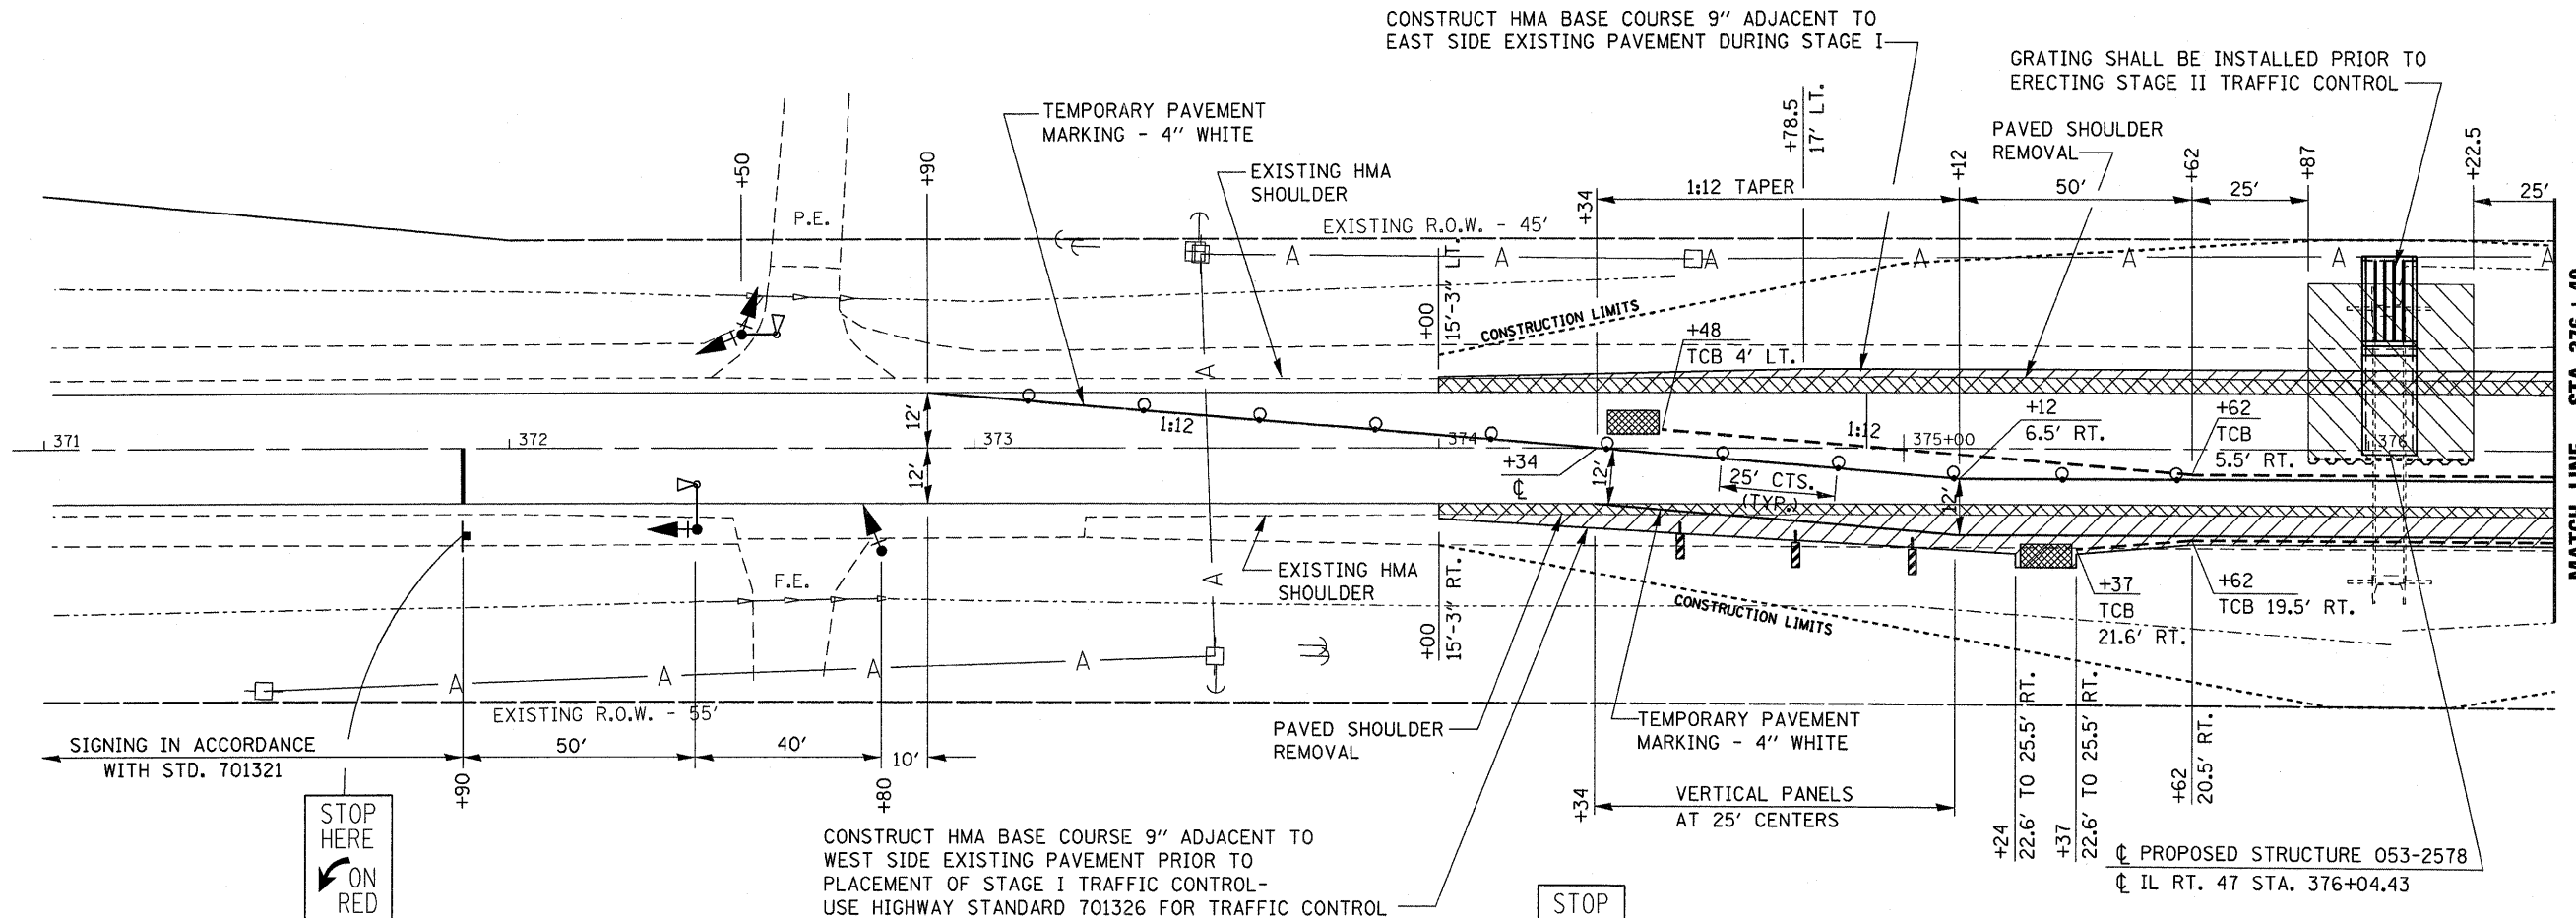 CONSTRUCT HMA BASE COURSE 9" ADJACENT TO
EAST SIDE EXISTING PAVEMENT DURING STAGE I
GRATING SHALL BE INSTALLED PRIOR TO
ERECTING STAGE II TRAFFIC CONTROL
TEMPORARY PAVEMENT
MARKING - 4" WHITE
+78.5
17' LT.
PAVED SHOULDER
REMOVAL
+50
+90
EXISTING HMA
SHOULDER
+34
1:12 TAPER
+12
50'
+62
25'
+87
+22.5
25'
P.E.
EXISTING R.O.W. - 45'
A
A
A
A
A
A
A
+00
15'-3" LT.
CONSTRUCTION LIMITS
+48
TCB 4' LT.
A
12'
1:12
1:12
+12
6.5' RT.
+62
TCB
5.5' RT.
371
372
373
374
375+00
376
12'
+34
℄
12'
25' CTS.
(TYP.)
12'
F.E.
A
EXISTING HMA
SHOULDER
+00
15'-3" RT.
CONSTRUCTION LIMITS
+37
TCB
21.6' RT.
+62
TCB 19.5' RT.
A
A
A
A
EXISTING R.O.W. - 55'
SIGNING IN ACCORDANCE
WITH STD. 701321
50'
40'
10'
+90
+80
PAVED SHOULDER
REMOVAL
TEMPORARY PAVEMENT
MARKING - 4" WHITE
+34
VERTICAL PANELS
AT 25' CENTERS
+24
22.6' TO 25.5' RT.
+37
22.6' TO 25.5' RT.
+62
20.5' RT.
STOP
HERE
ON
RED
CONSTRUCT HMA BASE COURSE 9" ADJACENT TO
WEST SIDE EXISTING PAVEMENT PRIOR TO
PLACEMENT OF STAGE I TRAFFIC CONTROL-
USE HIGHWAY STANDARD 701326 FOR TRAFFIC CONTROL
STOP
℄ PROPOSED STRUCTURE 053-2578
℄ IL RT. 47 STA. 376+04.43